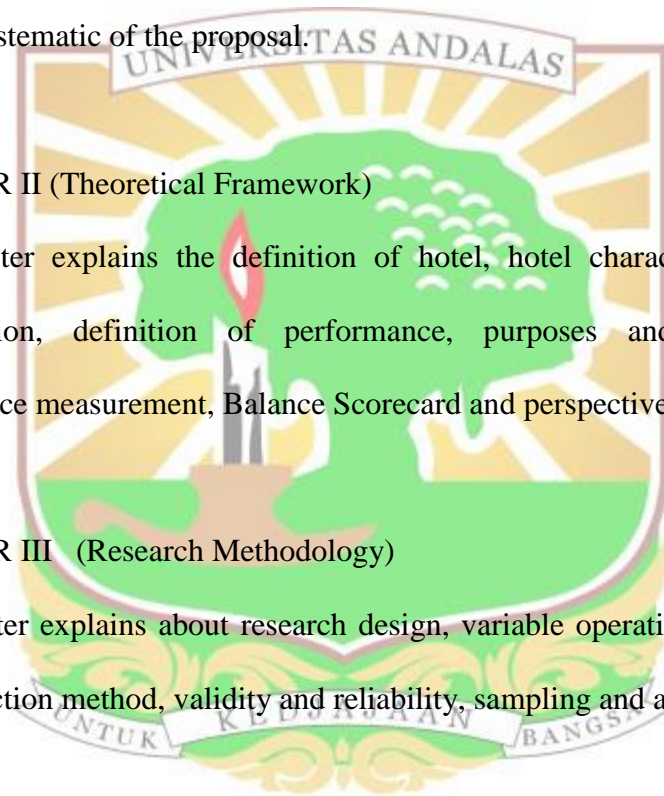 stematic of the proposal.
UNIVERSITAS ANDALAS
R II (Theoretical Framework)
ter explains the definition of hotel, hotel charac
ion, definition of performance, purposes and
ce measurement, Balance Scorecard and perspective
R III (Research Methodology)
ter explains about research design, variable operati
ction method, validity and reliability, sampling and a
UNTUK KEDJAJAAN BANGSA